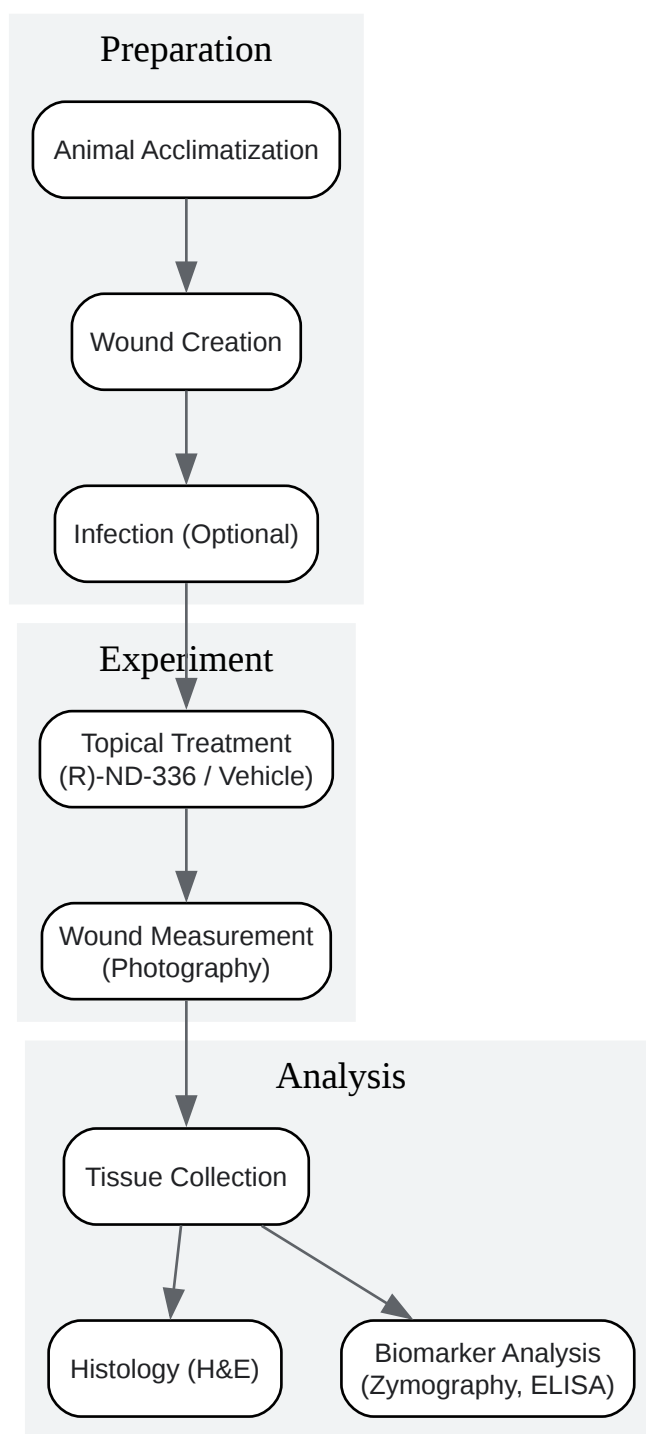 Preparation
Animal Acclimatization
Wound Creation
Infection (Optional)
Experiment
Topical Treatment
(R)-ND-336 / Vehicle)
Wound Measurement
(Photography)
Analysis
Tissue Collection
Histology (H&E)
Biomarker Analysis
(Zymography, ELISA)